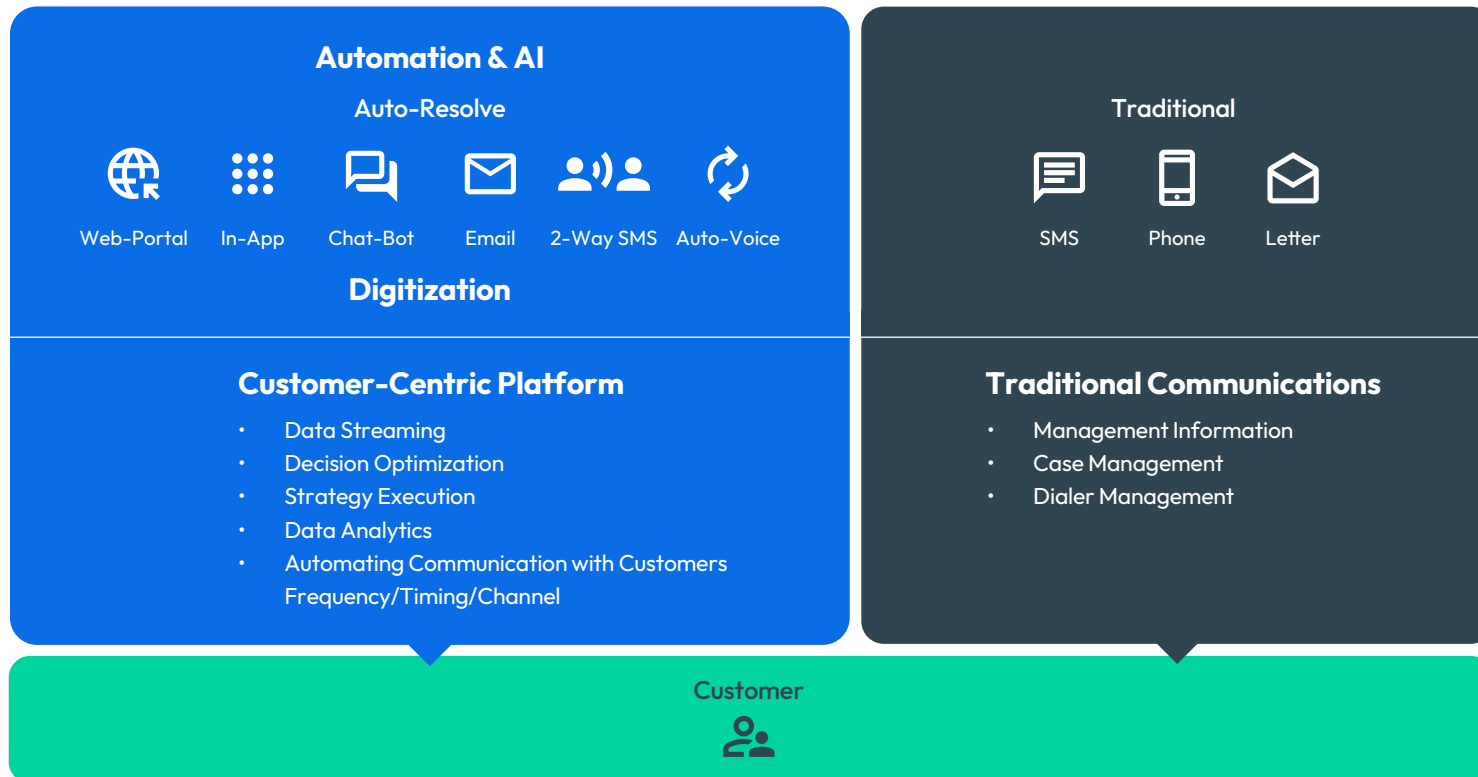 Automation & AI
Auto-Resolve
Web-Portal
In-App
Chat-Bot
Email
2-Way SMS
Auto-Voice
Digitization
Customer-Centric Platform
• Data Streaming
• Decision Optimization
• Strategy Execution
• Data Analytics
• Automating Communication with Customers
Frequency/Timing/Channel
Traditional
SMS
Phone
Letter
Traditional Communications
• Management Information
• Case Management
• Dialer Management
Customer